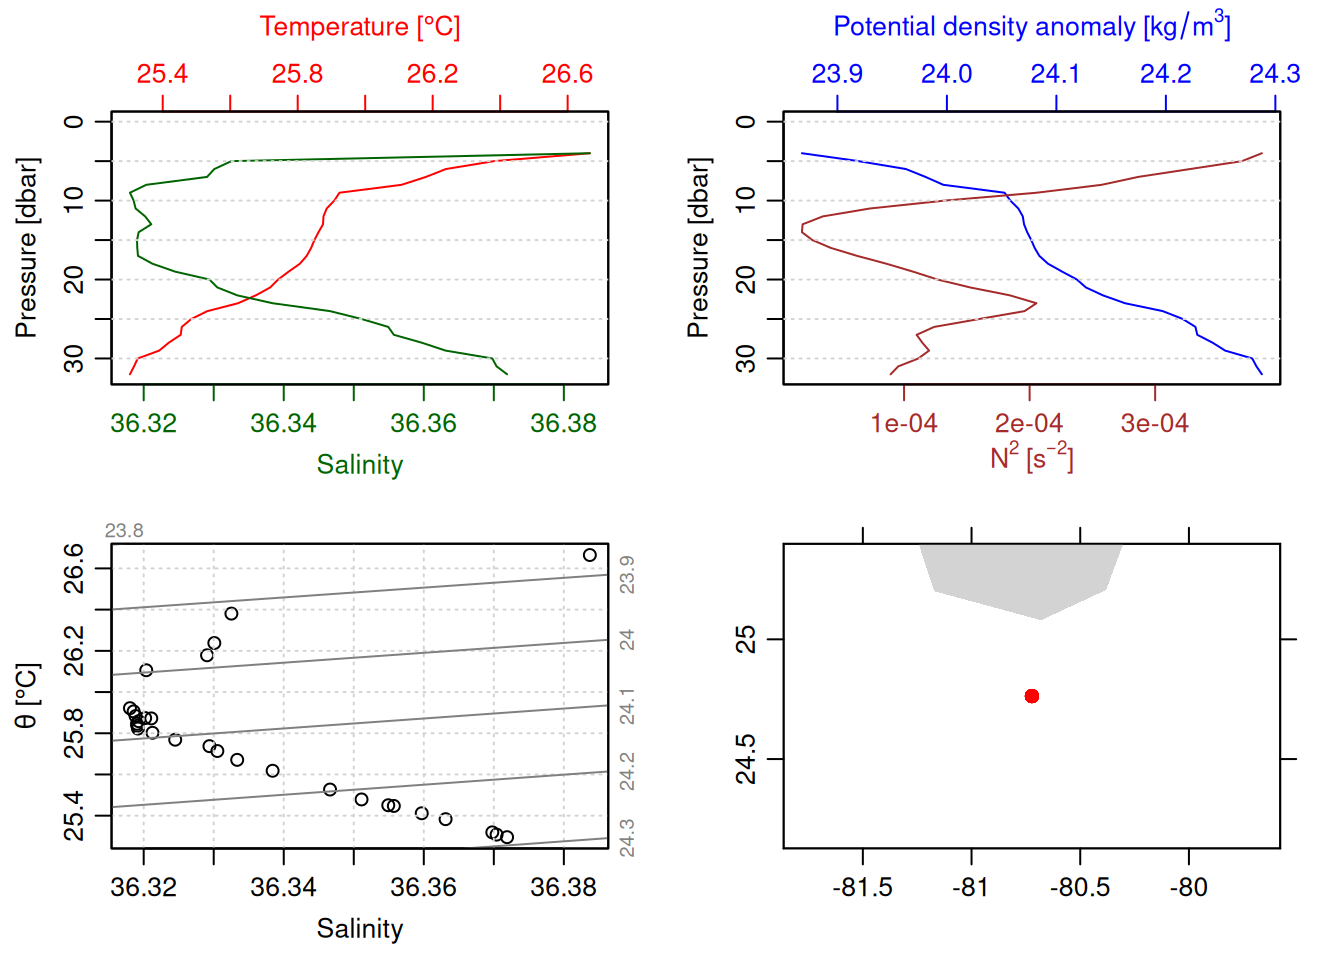 Temperature [°C]
25.4 25.8 26.2 26.6
Pressure [dbar]
0
10
20
30
36.32 36.34 36.36 36.38
Salinity
Potential density anomaly [kg/m³]
23.9 24.0 24.1 24.2 24.3
Pressure [dbar]
0
10
20
30
1e-04 2e-04 3e-04
N² [s⁻²]
23.8
θ [°C]
26.6
26.2
25.8
25.4
23.9
24
24.1
24.2
24.3
36.32 36.34 36.36 36.38
Salinity
25
24.5
-81.5 -81 -80.5 -80